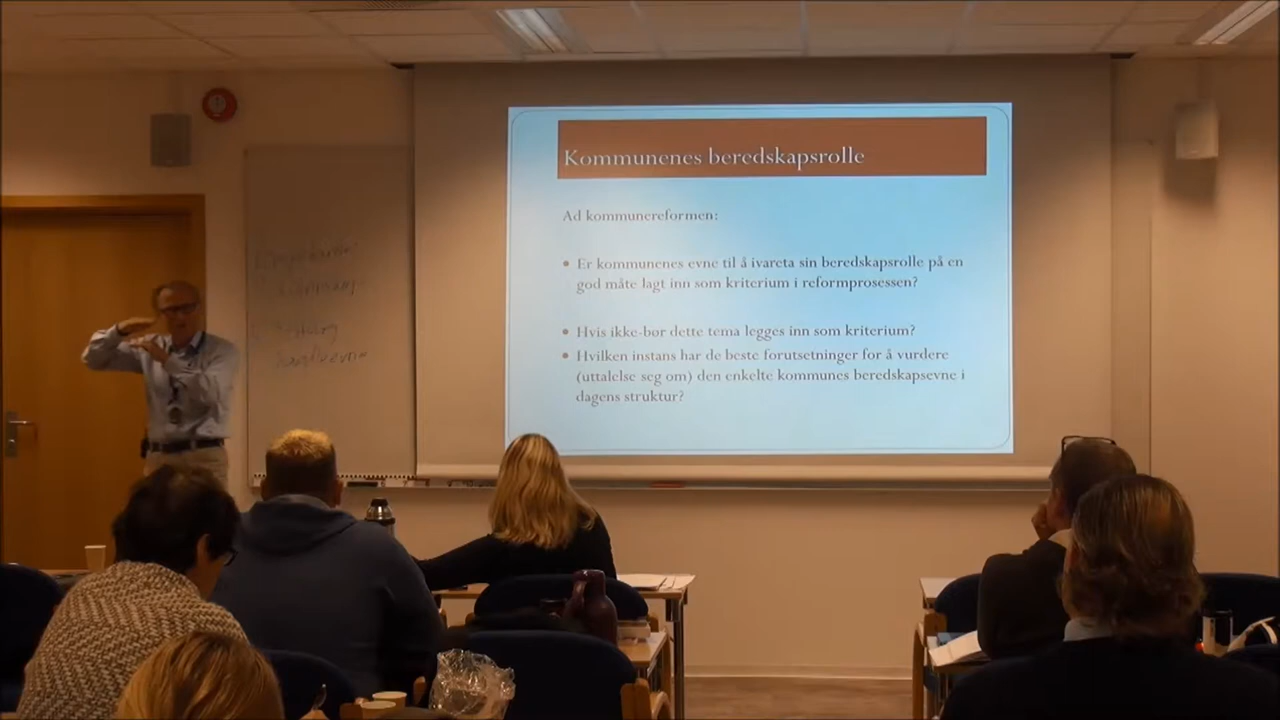 Kommunenes beredskapsrolle
Ad kommunereformen:
• Er kommunenes evne til å ivareta sin beredskapsrolle på en
god måte lagt inn som kriterium i reformprosessen?
• Hvis ikke-bør dette tema legges inn som kriterium?
• Hvilken instans har de beste forutsetninger for å vurdere
(uttalelse seg om) den enkelte kommunes beredskapsevne i
dagens struktur?